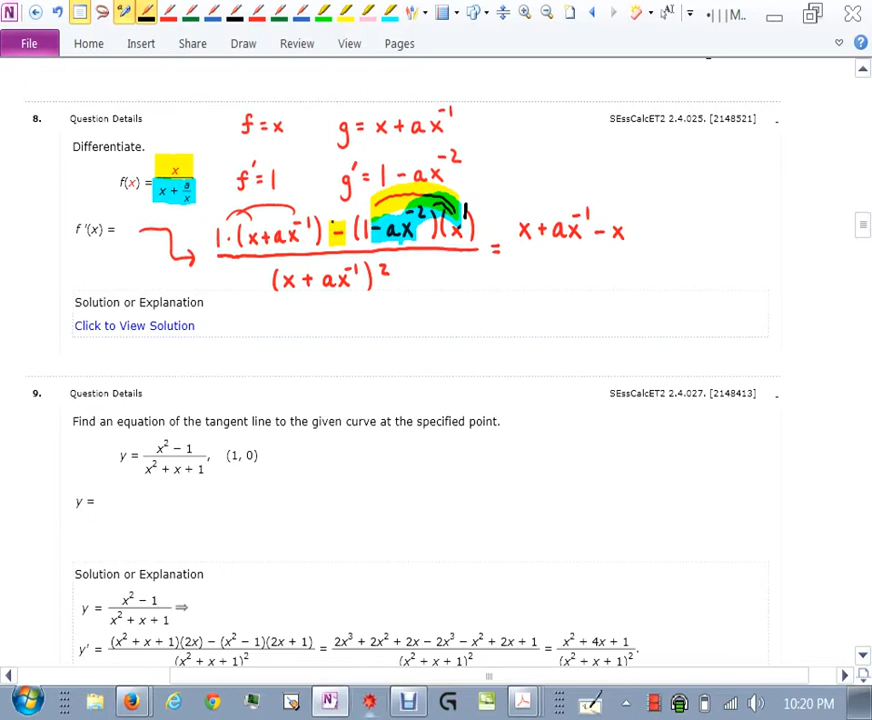 M..
File Home Insert Share Draw Review View Pages
8. Question Details f = x g = x + ax⁻¹ SEssCalcET2 2.4.025. [2148521]
Differentiate.
f(x) = x / (x + a/x) f' = 1 g' = 1 - ax⁻²
f '(x) = 1·(x+ax⁻¹) - (1-ax⁻²)(x¹) / (x + ax⁻¹)² = x + ax⁻¹ - x
Solution or Explanation
Click to View Solution
9. Question Details SEssCalcET2 2.4.027. [2148413]
Find an equation of the tangent line to the given curve at the specified point.
y = (x² − 1) / (x² + x + 1), (1, 0)
y =
Solution or Explanation
y = (x² − 1) / (x² + x + 1) ⇒
y' = (x² + x + 1)(2x) − (x² − 1)(2x + 1) / (x² + x + 1)² = 2x³ + 2x² + 2x − 2x³ − x² + 2x + 1 / (x² + x + 1)² = x² + 4x + 1 / (x² + x + 1)².
10:20 PM